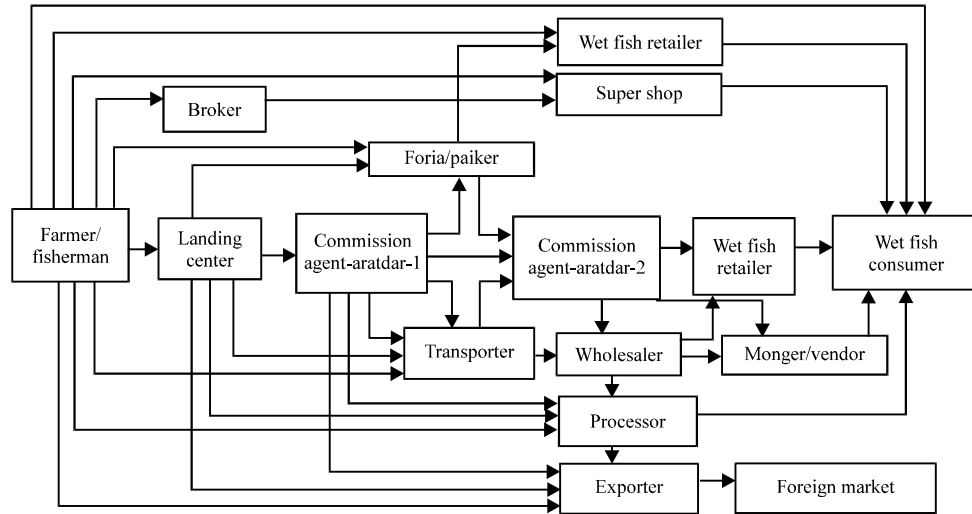 Wet fish retailer
Super shop
Broker
Foria/paiker
Farmer/
fisherman
Landing
center
Commission
agent-aratdar-1
Commission
agent-aratdar-2
Wet fish
retailer
Wet fish
consumer
Transporter
Wholesaler
Monger/vendor
Processor
Exporter
Foreign market